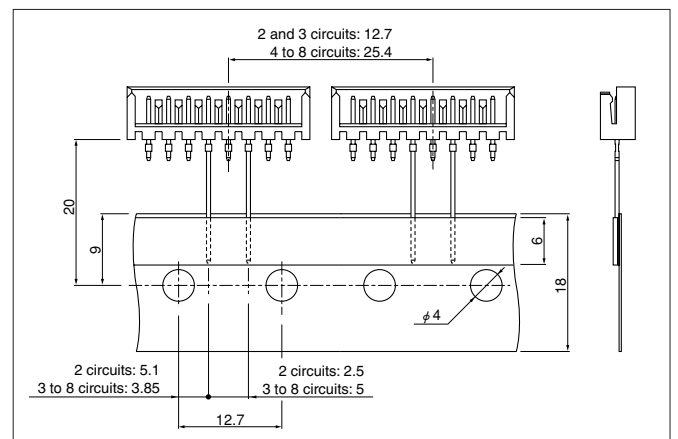 2 and 3 circuits: 12.7
4 to 8 circuits: 25.4
20
9
6
18
φ4
2 circuits: 5.1
3 to 8 circuits: 3.85
2 circuits: 2.5
3 to 8 circuits: 5
12.7